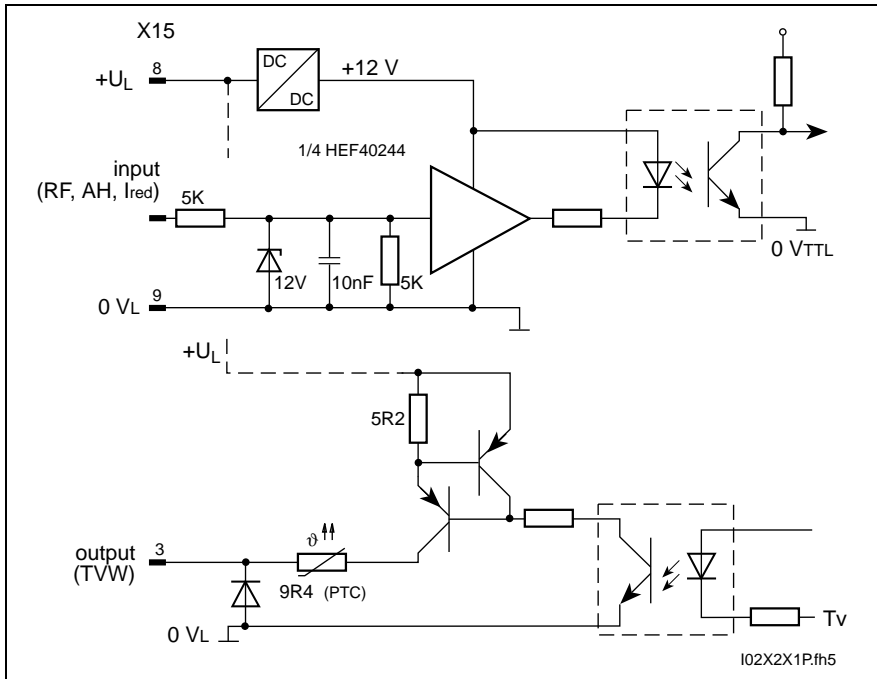 X15
8
+UL
DC
DC
+12 V
1/4 HEF40244
input
(RF, AH, Ired)
5K
12V
10nF
5K
0 VTTL
9
0 VL
+UL
5R2
ϑ
3
output
(TVW)
9R4 (PTC)
0 VL
Tv
I02X2X1P.fh5